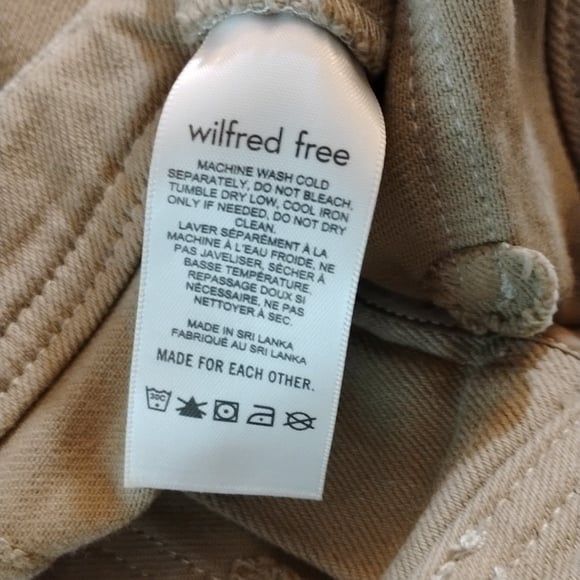 wilfred free
MACHINE WASH COLD
SEPARATELY, DO NOT BLEACH,
TUMBLE DRY LOW, COOL IRON
ONLY IF NEEDED, DO NOT DRY
CLEAN.
LAVER SÉPARÉMENT À LA
MACHINE À L'EAU FROIDE, NE
PAS JAVELISER, SÉCHER À
BASSE TEMPÉRATURE,
REPASSAGE DOUX SI
NÉCESSAIRE, NE PAS
NETTOYER À SEC.
MADE IN SRI LANKA
FABRIQUÉ AU SRI LANKA
MADE FOR EACH OTHER.
30C